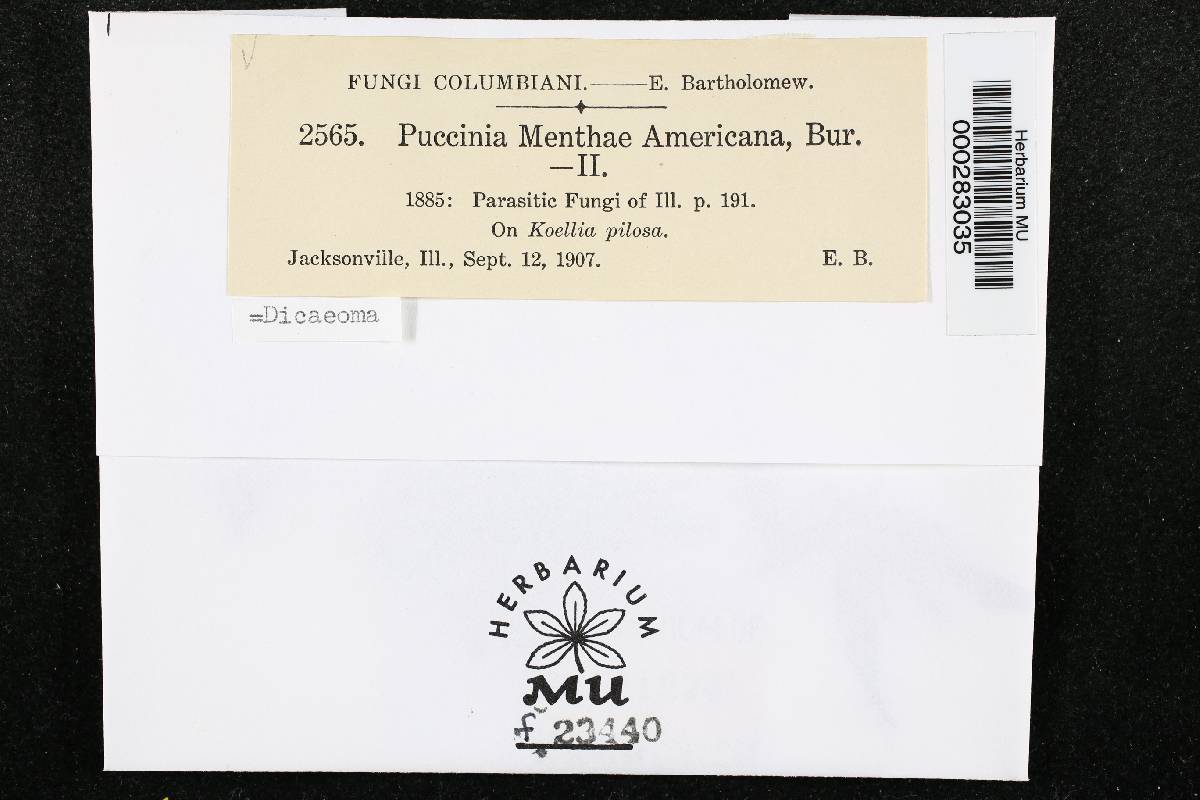 FUNGI COLUMBIANI.——E. Bartholomew.
2565. Puccinia Menthae Americana, Bur.
—II.
1885: Parasitic Fungi of Ill. p. 191.
On Koellia pilosa.
Jacksonville, Ill., Sept. 12, 1907. E. B.
=Dicaeoma
Herbarium MU
000283035
HERBARIUM
MU
f 23440